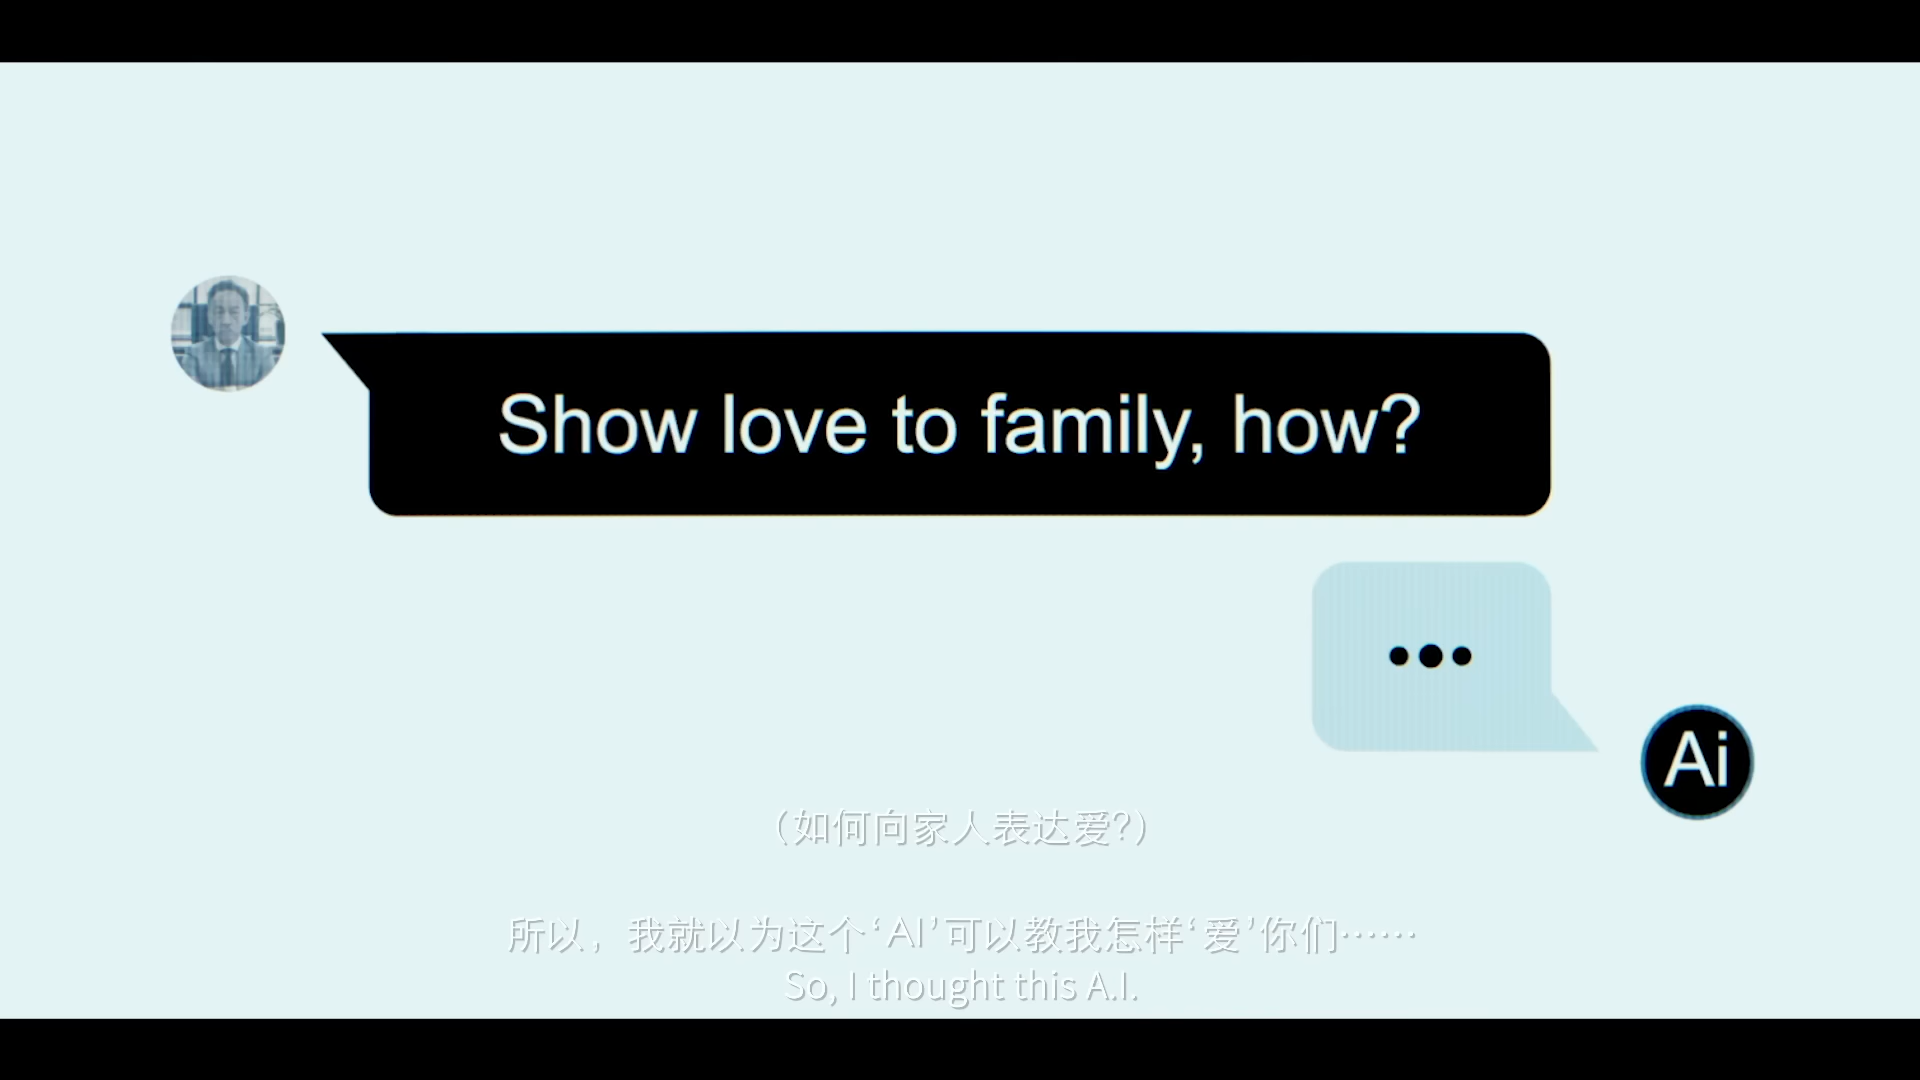 Show love to family, how?
Ai
（如何向家人表达爱？）
所以，我就以为这个‘AI’可以教我怎样‘爱’你们……
So, I thought this A.I.